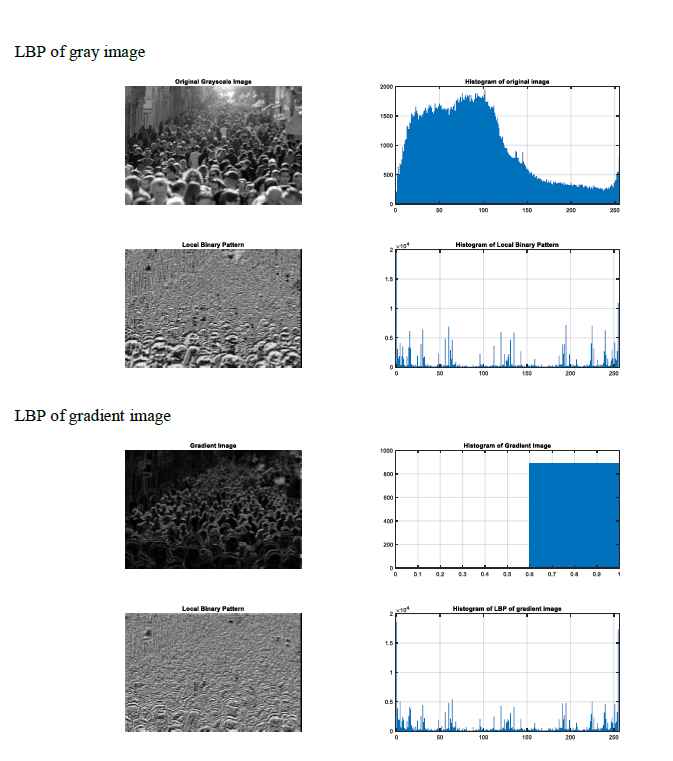 LBP of gray image
Original Grayscale Image
Histogram of original image
2000
1500
1000
500
0
0 50 100 150 200 250
Local Binary Pattern
Histogram of Local Binary Pattern
×10^4
2
1.5
1
0.5
0
0 50 100 150 200 250
LBP of gradient image
Gradient Image
Histogram of Gradient Image
1000
800
600
400
200
0
0 0.1 0.2 0.3 0.4 0.5 0.6 0.7 0.8 0.9 1
Local Binary Pattern
Histogram of LBP of gradient image
×10^4
2
1.5
1
0.5
0
0 50 100 150 200 250